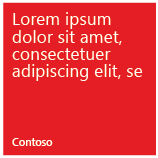 Lorem ipsum
dolor sit amet,
consectetuer
adipiscing elit, se
Contoso